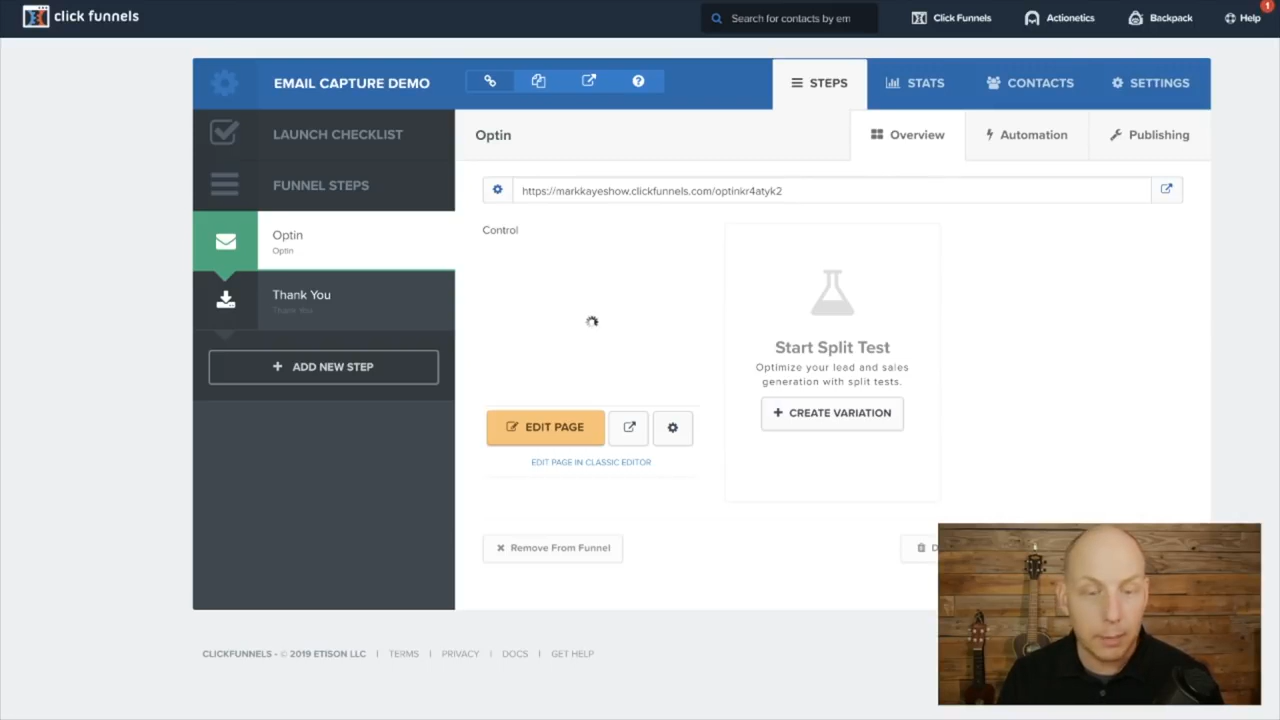 click funnels
Search for contacts by em
Click Funnels
Actionetics
Backpack
Help
1
EMAIL CAPTURE DEMO
STEPS
STATS
CONTACTS
SETTINGS
LAUNCH CHECKLIST
Optin
Overview
Automation
Publishing
FUNNEL STEPS
https://markkayeshow.clickfunnels.com/optinkr4atyk2
Optin
Optin
Control
Thank You
Thank You
Start Split Test
Optimize your lead and sales
generation with split tests.
+ ADD NEW STEP
+ CREATE VARIATION
EDIT PAGE
EDIT PAGE IN CLASSIC EDITOR
Remove From Funnel
D
CLICKFUNNELS - © 2019 ETISON LLC | TERMS | PRIVACY | DOCS | GET HELP